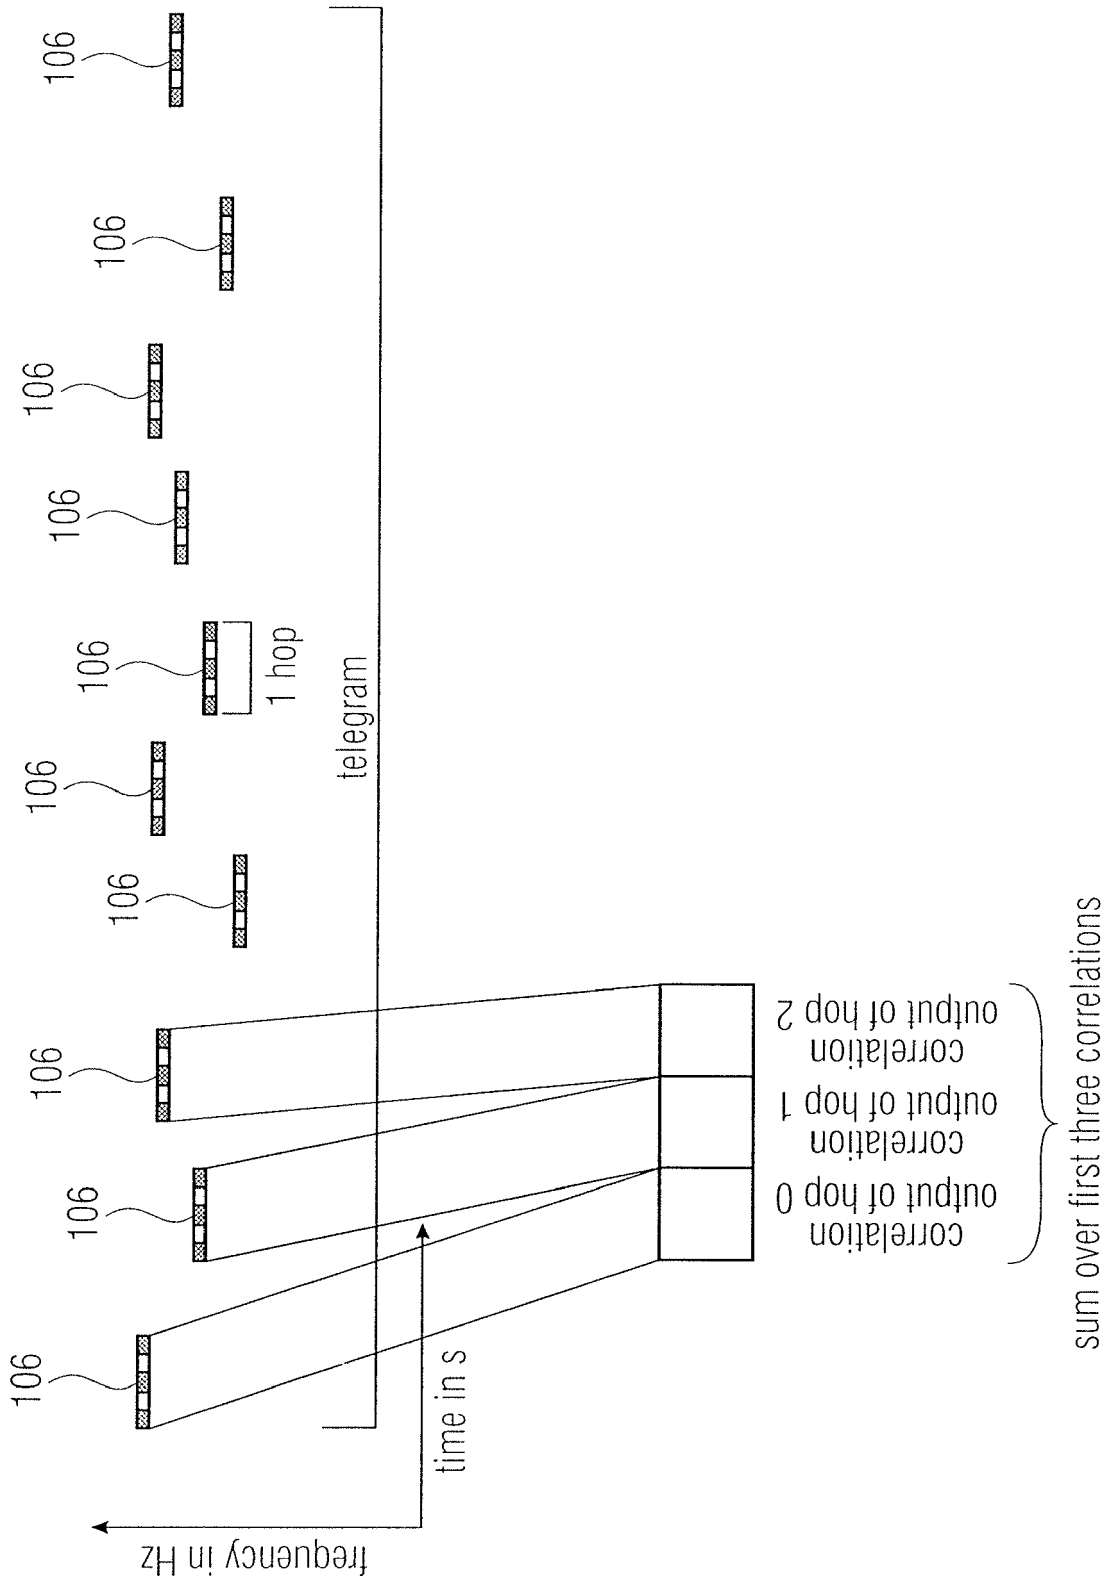 106
106
106
106
106
106
106
106
106
106
1 hop
telegram
frequency in Hz
time in s
correlation
output of hop 0
correlation
output of hop 1
correlation
output of hop 2
sum over first three correlations